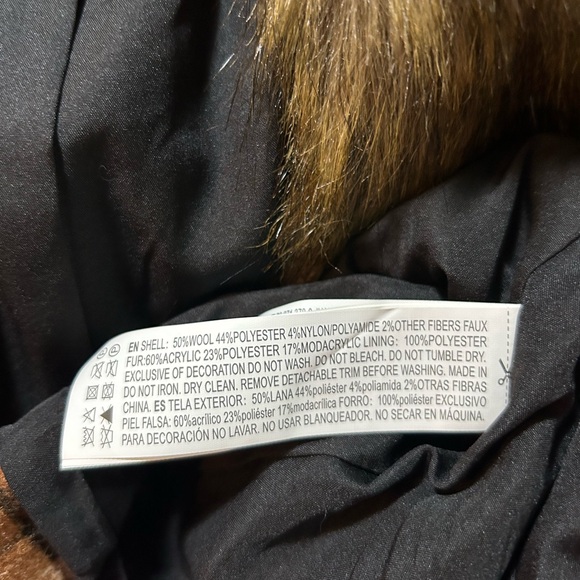 EN SHELL: 50%WOOL 44%POLYESTER 4%NYLON/POLYAMIDE 2%OTHER FIBERS FAUX
FUR:60%ACRYLIC 23%POLYESTER 17%MODACRYLIC LINING: 100%POLYESTER
EXCLUSIVE OF DECORATION DO NOT WASH. DO NOT BLEACH. DO NOT TUMBLE DRY.
DO NOT IRON. DRY CLEAN. REMOVE DETACHABLE TRIM BEFORE WASHING. MADE IN
CHINA. ES TELA EXTERIOR: 50%LANA 44%poliéster 4%poliamida 2%OTRAS FIBRAS
PIEL FALSA: 60%acrílico 23%poliéster 17%modacrílica FORRO: 100%poliéster EXCLUSIVO
PARA DECORACIÓN NO LAVAR. NO USAR BLANQUEADOR. NO SECAR EN MÁQUINA.